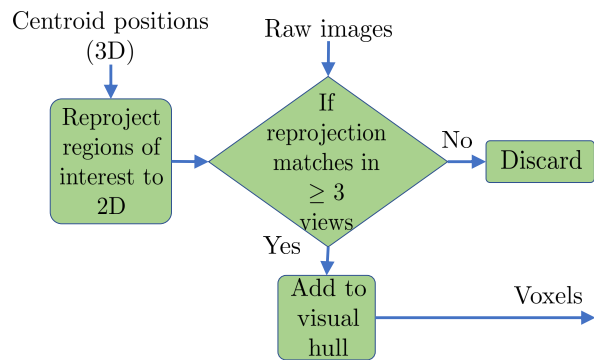 Centroid positions
(3D)
Raw images
Reproject
regions of
interest to
2D
If
reprojection
matches in
≥ 3
views
No
Discard
Yes
Add to
visual
hull
Voxels